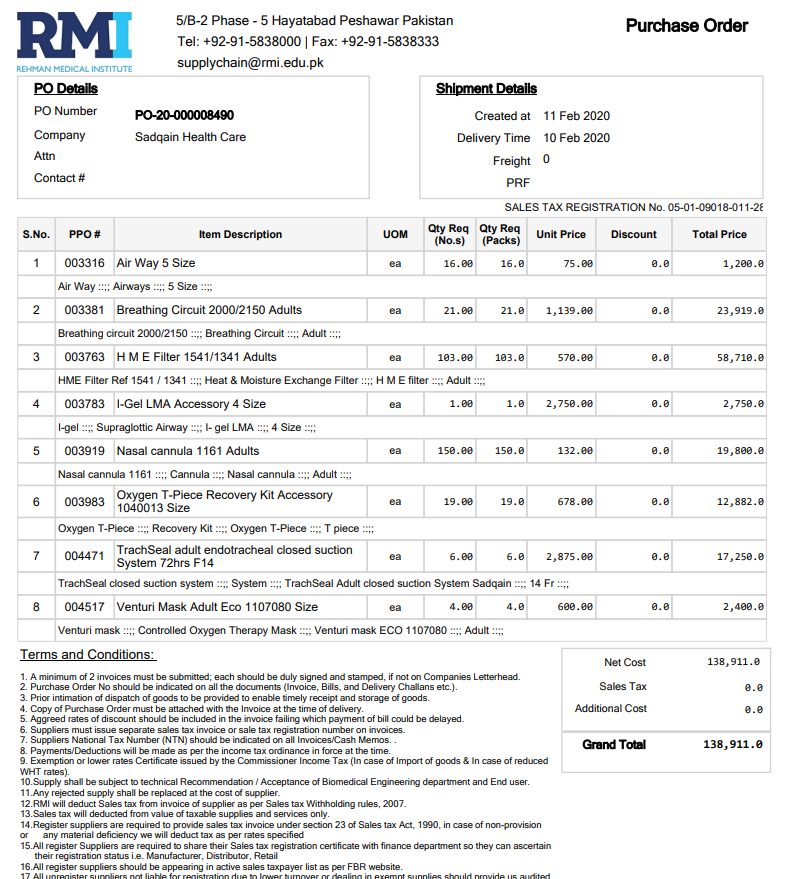 RMI
REHMAN MEDICAL INSTITUTE
5/B-2 Phase - 5 Hayatabad Peshawar Pakistan
Tel: +92-91-5838000 | Fax: +92-91-5838333
supplychain@rmi.edu.pk
Purchase Order
PO Details
PO Number PO-20-000008490
Company Sadqain Health Care
Attn
Contact #
Shipment Details
Created at 11 Feb 2020
Delivery Time 10 Feb 2020
Freight 0
PRF
SALES TAX REGISTRATION No. 05-01-09018-011-28
S.No. PPO # Item Description UOM Qty Req (No.s) Qty Req (Packs) Unit Price Discount Total Price
1 003316 Air Way 5 Size ea 16.00 16.0 75.00 0.0 1,200.0
Air Way ::;; Airways ::;; 5 Size ::;;
2 003381 Breathing Circuit 2000/2150 Adults ea 21.00 21.0 1,139.00 0.0 23,919.0
Breathing circuit 2000/2150 ::;; Breathing Circuit ::;; Adult ::;;
3 003763 H M E Filter 1541/1341 Adults ea 103.00 103.0 570.00 0.0 58,710.0
HME Filter Ref 1541 / 1341 ::;; Heat & Moisture Exchange Filter ::;; H M E filter ::;; Adult ::;;
4 003783 I-Gel LMA Accessory 4 Size ea 1.00 1.0 2,750.00 0.0 2,750.0
I-gel ::;; Supraglottic Airway ::;; I- gel LMA ::;; 4 Size ::;;
5 003919 Nasal cannula 1161 Adults ea 150.00 150.0 132.00 0.0 19,800.0
Nasal cannula 1161 ::;; Cannula ::;; Nasal cannula ::;; Adult ::;;
6 003983 Oxygen T-Piece Recovery Kit Accessory 1040013 Size ea 19.00 19.0 678.00 0.0 12,882.0
Oxygen T-Piece ::;; Recovery Kit ::;; Oxygen T-Piece ::;; T piece ::;;
7 004471 TrachSeal adult endotracheal closed suction System 72hrs F14 ea 6.00 6.0 2,875.00 0.0 17,250.0
TrachSeal closed suction system ::;; System ::;; TrachSeal Adult closed suction System Sadqain ::;; 14 Fr ::;;
8 004517 Venturi Mask Adult Eco 1107080 Size ea 4.00 4.0 600.00 0.0 2,400.0
Venturi mask ::;; Controlled Oxygen Therapy Mask ::;; Venturi mask ECO 1107080 ::;; Adult ::;;
Net Cost 138,911.0
Sales Tax 0.0
Additional Cost 0.0
Grand Total 138,911.0
Terms and Conditions:
1. A minimum of 2 invoices must be submitted; each should be duly signed and stamped, if not on Companies Letterhead.
2. Purchase Order No should be indicated on all the documents (Invoice, Bills, and Delivery Challans etc.).
3. Prior intimation of dispatch of goods to be provided to enable timely receipt and storage of goods.
4. Copy of Purchase Order must be attached with the Invoice at the time of delivery.
5. Aggreed rates of discount should be included in the invoice failing which payment of bill could be delayed.
6. Suppliers must issue separate sales tax invoice or sale tax registration number on invoices.
7. Suppliers National Tax Number (NTN) should be indicated on all Invoices/Cash Memos. .
8. Payments/Deductions will be made as per the income tax ordinance in force at the time.
9. Exemption or lower rates Certificate issued by the Commissioner Income Tax (In case of Import of goods & In case of reduced
WHT rates).
10.Supply shall be subject to technical Recommendation / Acceptance of Biomedical Engineering department and End user.
11.Any rejected supply shall be replaced at the cost of supplier.
12.RMI will deduct Sales tax from invoice of supplier as per Sales tax Withholding rules, 2007.
13.Sales tax will deducted from value of taxable supplies and services only.
14.Register suppliers are required to provide sales tax invoice under section 23 of Sales tax Act, 1990, in case of non-provision
or any material deficiency we will deduct tax as per rates specified
15.All register Suppliers are required to share their Sales tax registration certificate with finance department so they can ascertain
their registration status i.e. Manufacturer, Distributor, Retail
16.All register suppliers should be appearing in active sales taxpayer list as per FBR website.
17.All unregister suppliers not liable for registration due to lower turnover or dealing in exempt supplies should provide us audited